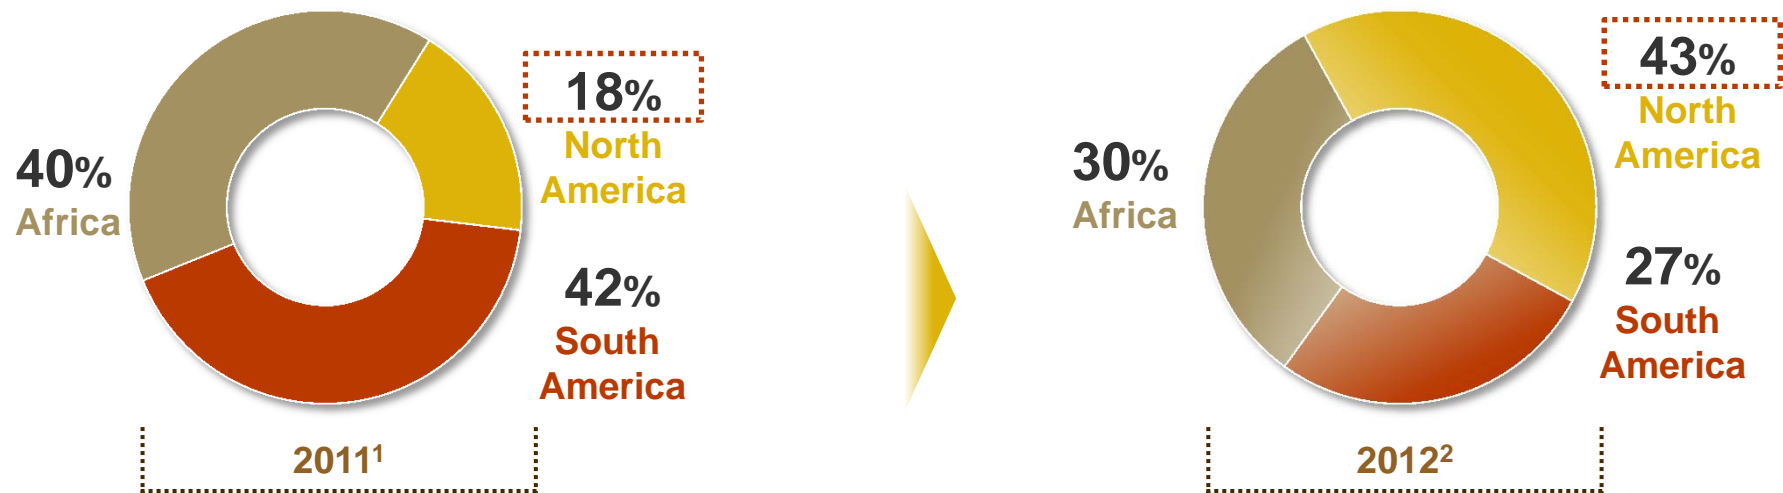 40%
Africa
18%
North
America
42%
South
America
2011¹
30%
Africa
43%
North
America
27%
South
America
2012²